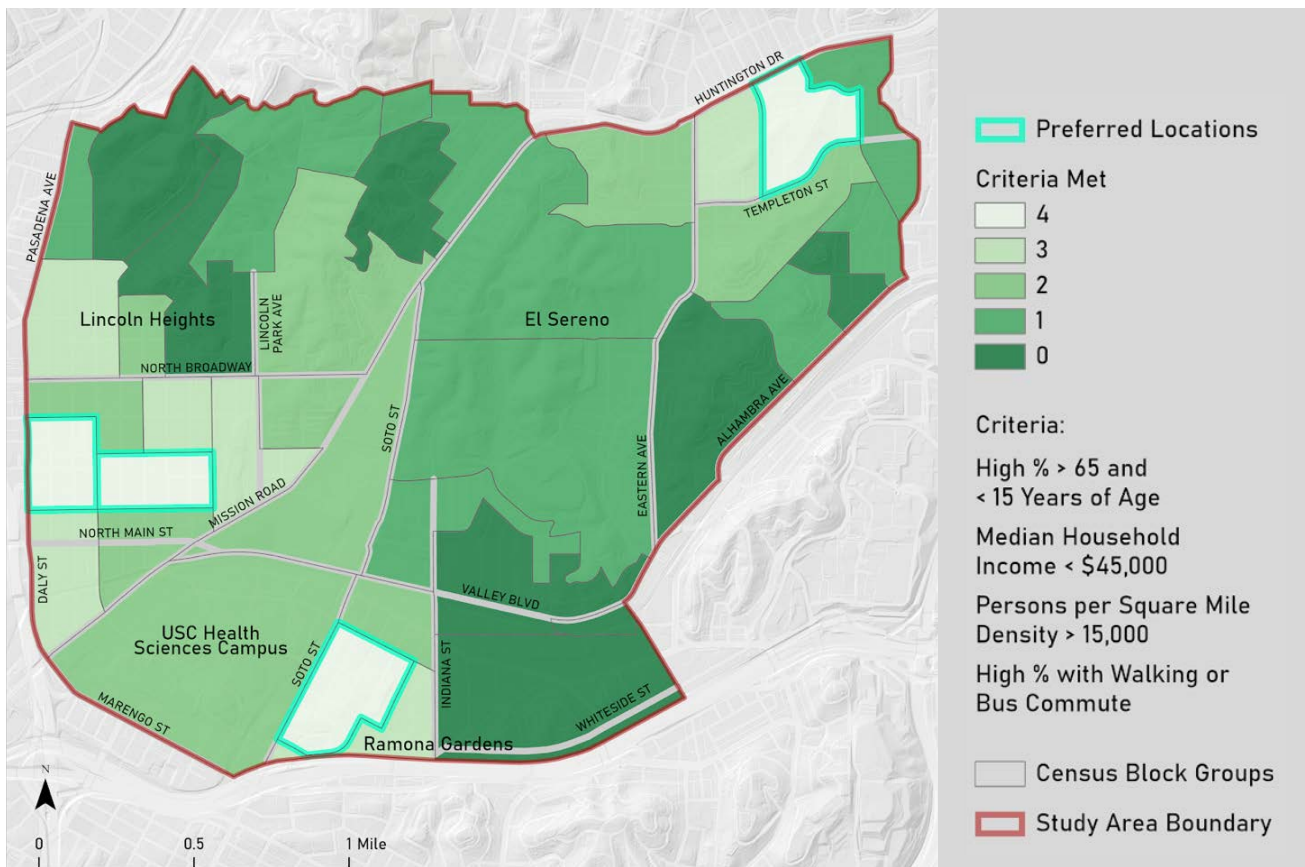 HUNTINGTON DR
PASADENA AVE
TEMPLETON ST
Lincoln Heights
LINCOLN
PARK AVE
El Sereno
NORTH BROADWAY
SOTO ST
ALHAMBRA AVE
EASTERN AVE
MISSION ROAD
NORTH MAIN ST
DALY ST
VALLEY BLVD
USC Health
Sciences Campus
SOTO ST
INDIANA ST
MARENGO ST
WHITESIDE ST
Ramona Gardens
N
0
0.5
1 Mile
Preferred Locations
Criteria Met
4
3
2
1
0
Criteria:
High % > 65 and
< 15 Years of Age
Median Household
Income < $45,000
Persons per Square Mile
Density > 15,000
High % with Walking or
Bus Commute
Census Block Groups
Study Area Boundary